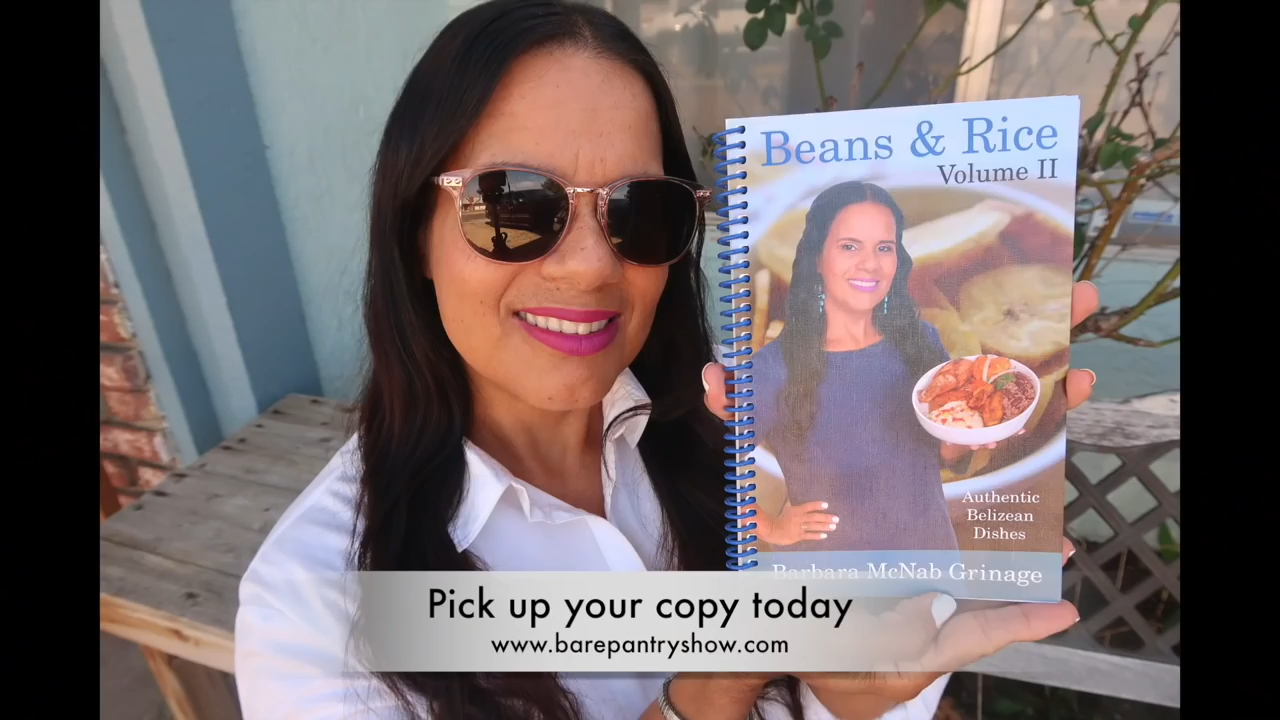 Beans & Rice
Volume II
Authentic
Belizean
Dishes
Barbara McNab Grinage
Pick up your copy today
www.barepantryshow.com